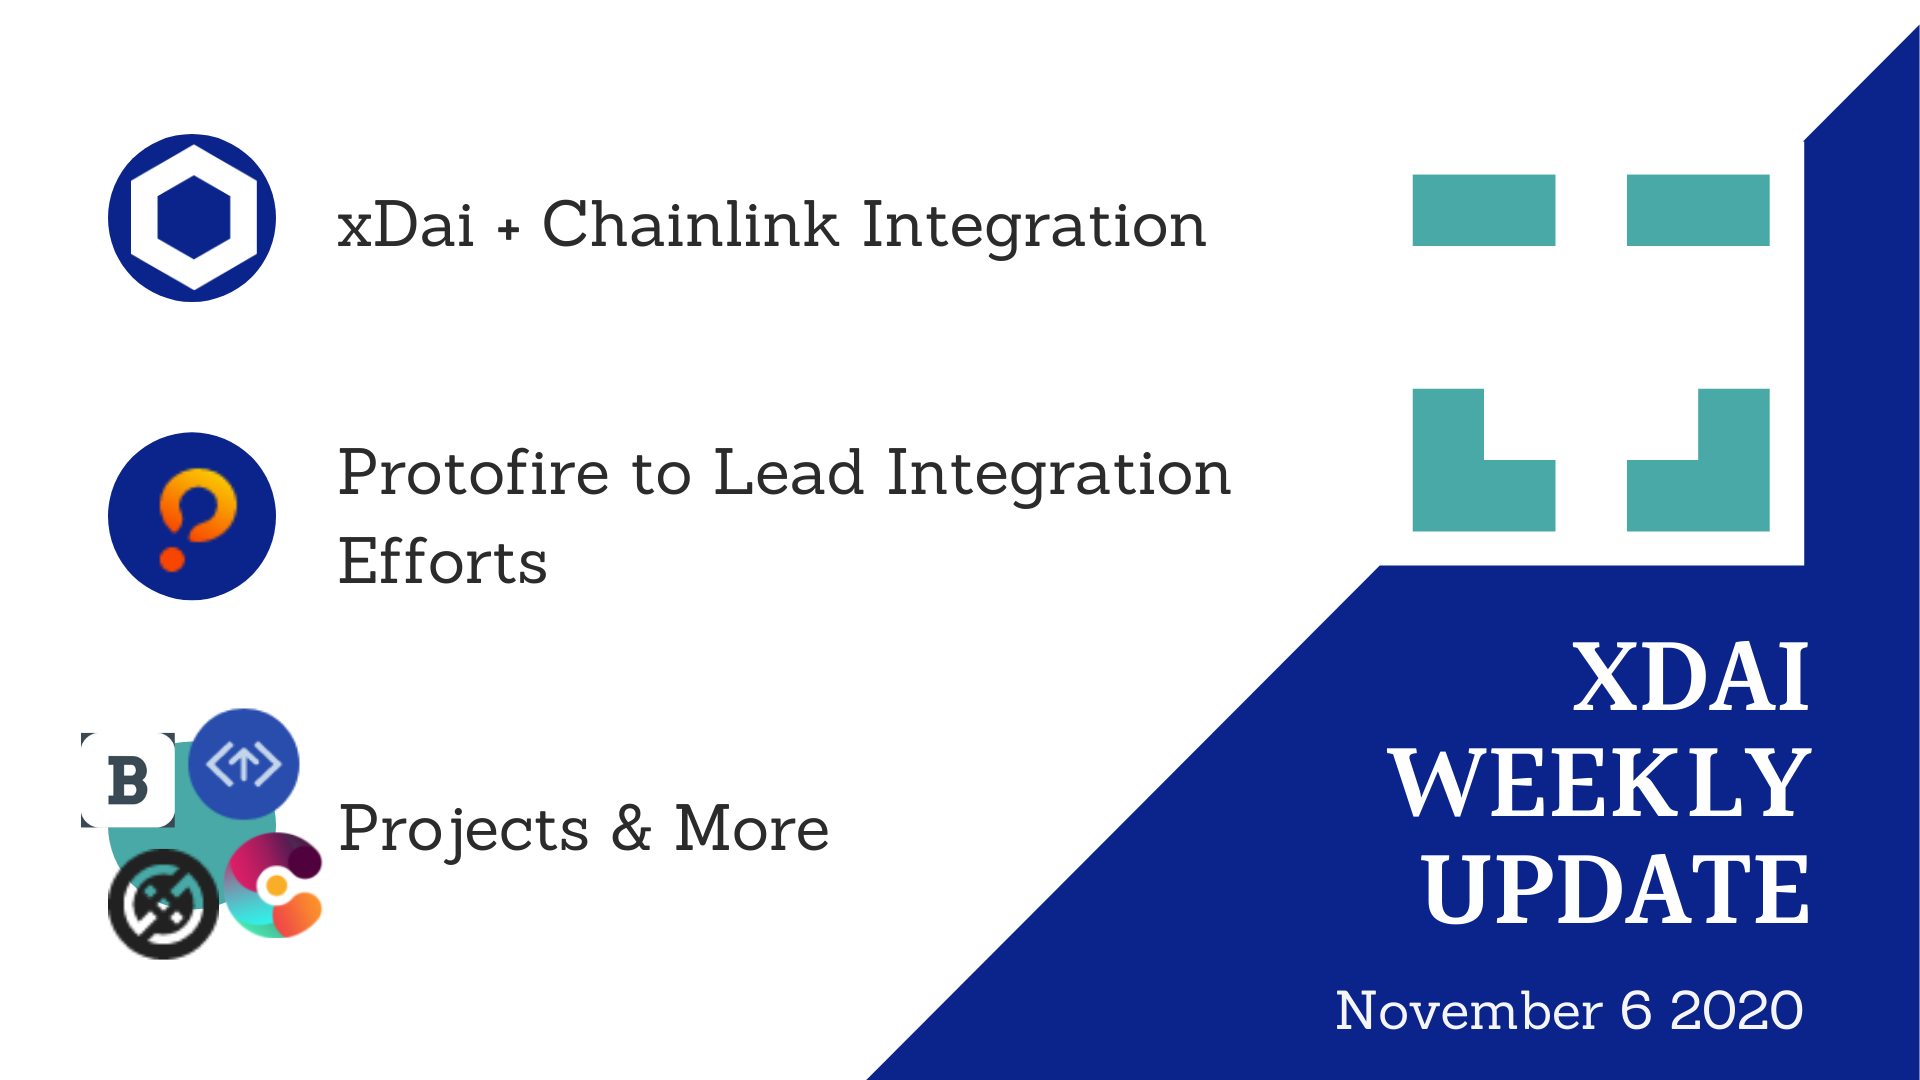 xDai + Chainlink Integration
Protofire to Lead Integration
Efforts
B
Projects & More
XDAI
WEEKLY
UPDATE
November 6 2020